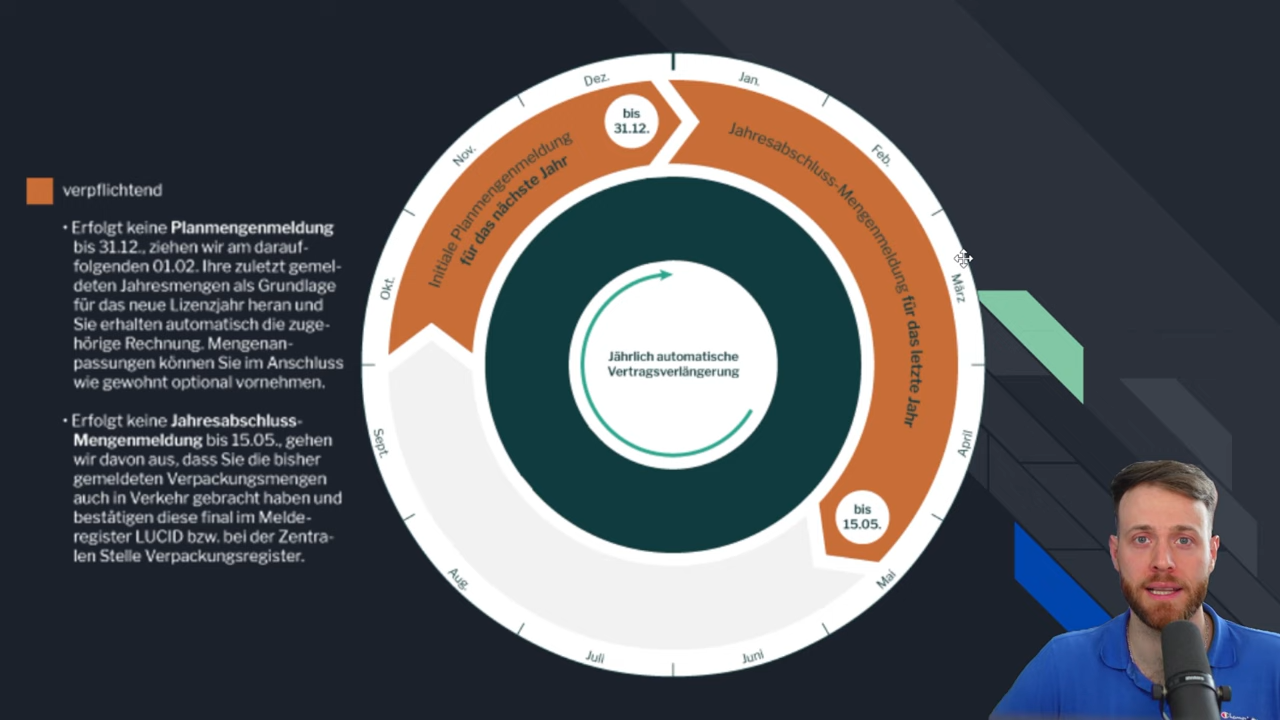 verpflichtend
• Erfolgt keine Planmengenmeldung
bis 31.12., ziehen wir am darauf-
folgenden 01.02. Ihre zuletzt gemel-
deten Jahresmengen als Grundlage
für das neue Lizenzjahr heran und
Sie erhalten automatisch die zuge-
hörige Rechnung. Mengenan-
passungen können Sie im Anschluss
wie gewohnt optional vornehmen.
• Erfolgt keine Jahresabschluss-
Mengenmeldung bis 15.05., gehen
wir davon aus, dass Sie die bisher
gemeldeten Verpackungsmengen
auch in Verkehr gebracht haben und
bestätigen diese final im Melde-
register LUCID bzw. bei der Zentra-
len Stelle Verpackungsregister.
Jan.
Feb.
März
April
Mai
Juni
Juli
Aug.
Sept.
Okt.
Nov.
Dez.
Initiale Planmengenmeldung
für das nächste Jahr
bis
31.12.
Jahresabschluss-Mengenmeldung für das letzte Jahr
bis
15.05.
Jährlich automatische
Vertragsverlängerung
Champion